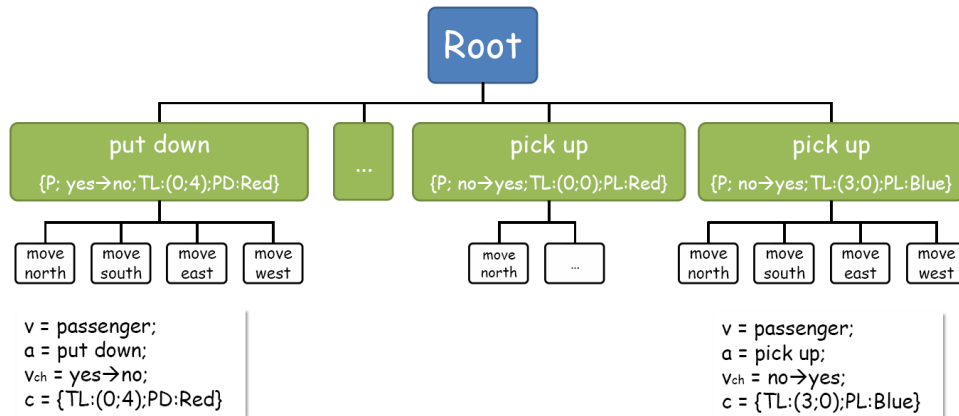 Root
put down
{P; yes→no;TL:(0;4);PD:Red}
...
pick up
{P; no→yes;TL:(0;0);PL:Red}
pick up
{P; no→yes;TL:(3;0);PL:Blue}
move
north
move
south
move
east
move
west
move
north
...
move
north
move
south
move
east
move
west
v = passenger;
a = put down;
vch = yes→no;
c = {TL:(0;4);PD:Red}
v = passenger;
a = pick up;
vch = no→yes;
c = {TL:(3;0);PL:Blue}